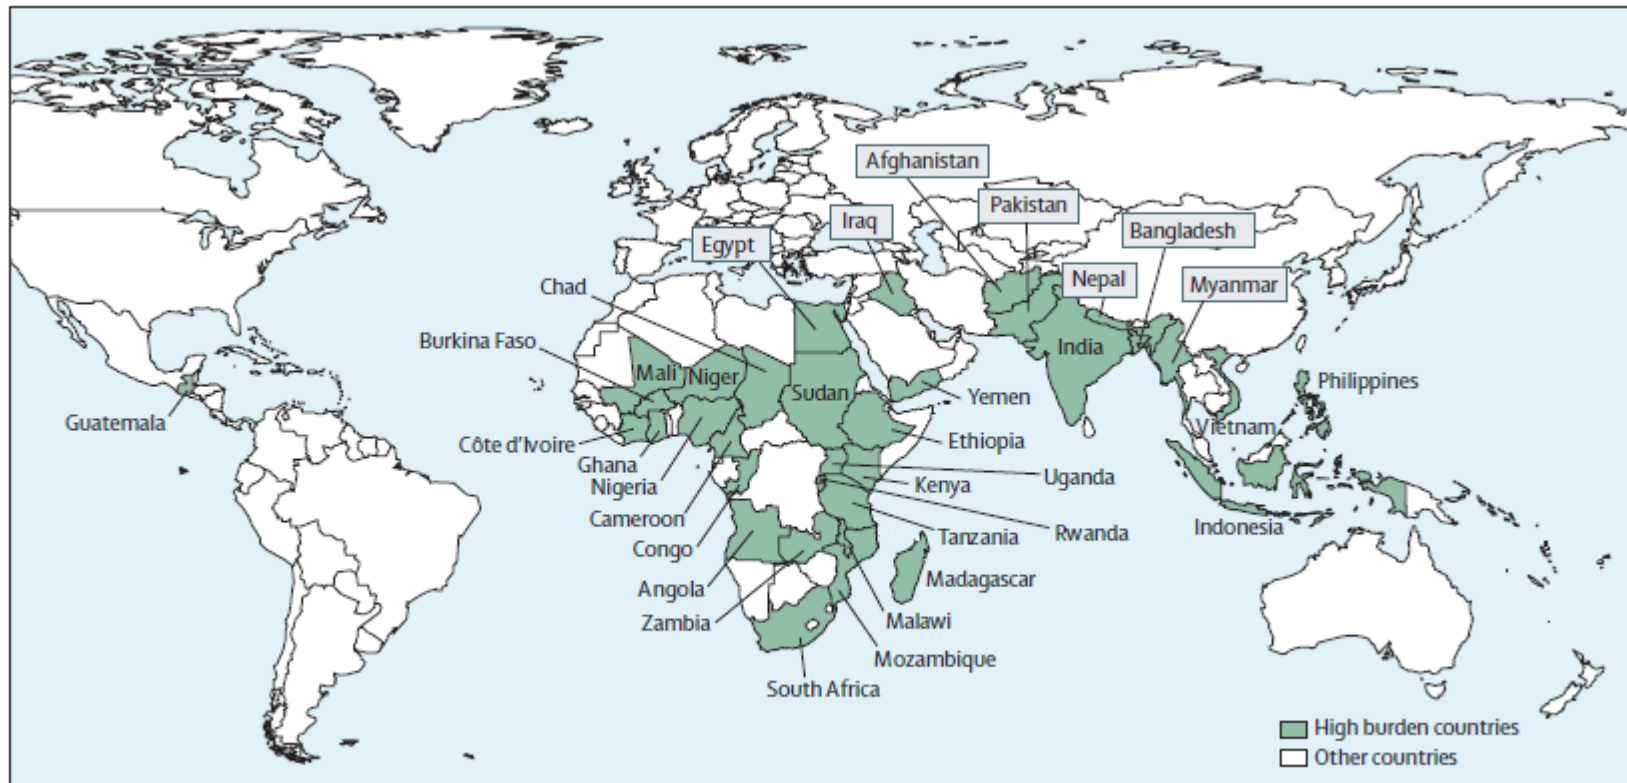 Afghanistan
Pakistan
Iraq
Bangladesh
Egypt
Nepal
Chad
Myanmar
Burkina Faso
India
Mali
Niger
Philippines
Sudan
Yemen
Guatemala
Vietnam
Côte d'Ivoire
Ethiopia
Ghana
Uganda
Nigeria
Kenya
Cameroon
Indonesia
Tanzania
Rwanda
Congo
Madagascar
Angola
Zambia
Malawi
Mozambique
South Africa
High burden countries
Other countries